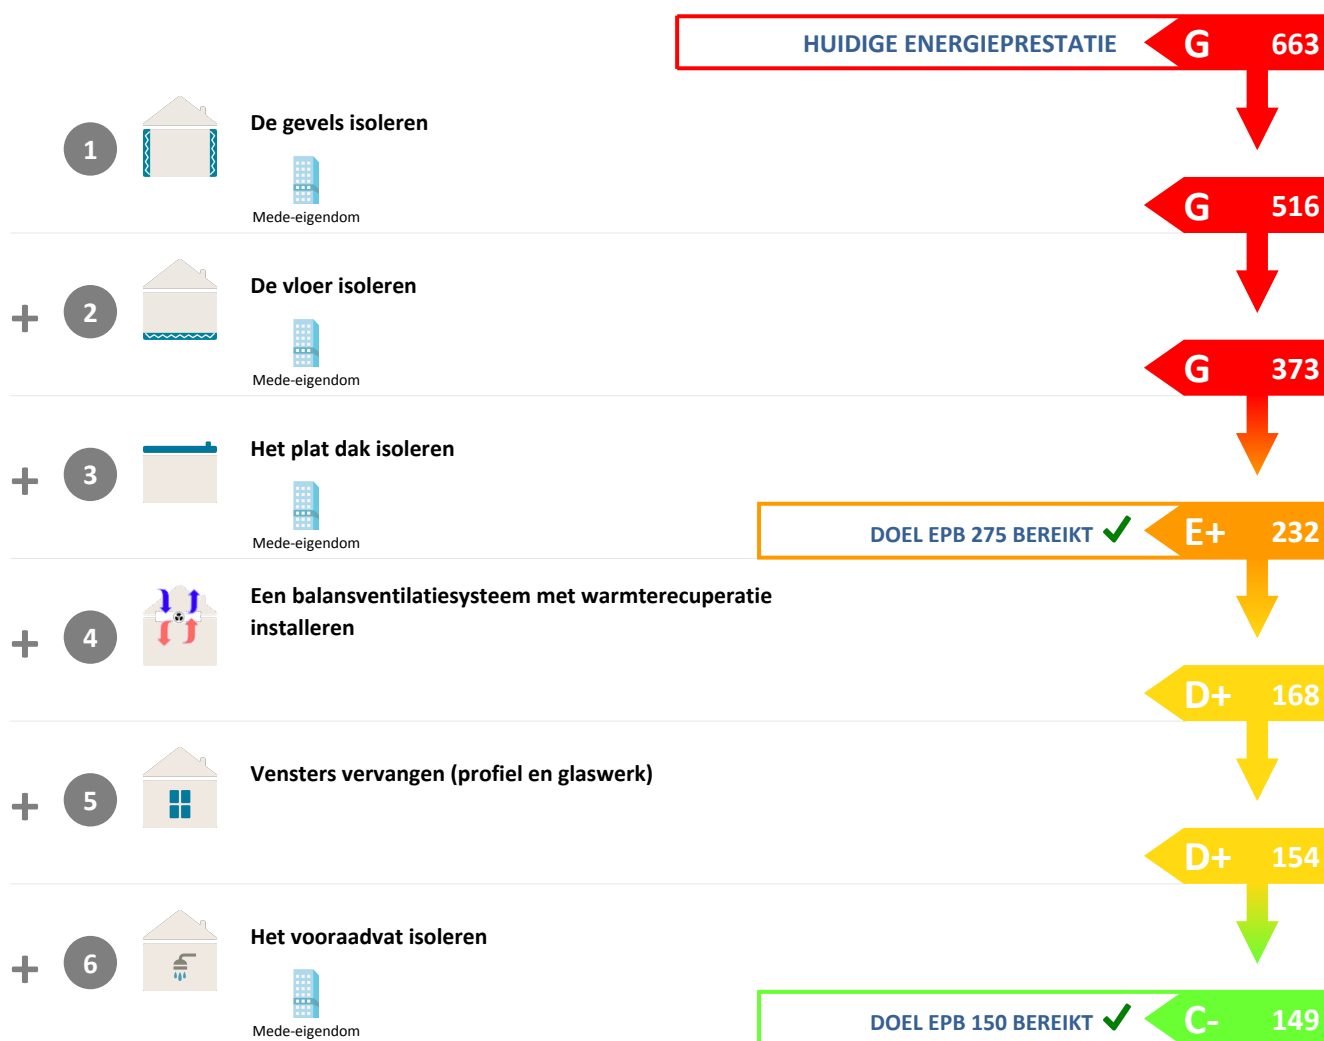 HUIDIGE ENERGIEPRESTATIE G 663
1 De gevels isoleren
Mede-eigendom
G 516
+ 2 De vloer isoleren
Mede-eigendom
G 373
+ 3 Het plat dak isoleren
Mede-eigendom
DOEL EPB 275 BEREIKT ✓ E+ 232
+ 4 Een balansventilatiesysteem met warmterecuperatie
installeren
D+ 168
+ 5 Vensters vervangen (profiel en glaswerk)
D+ 154
+ 6 Het vooraadvat isoleren
Mede-eigendom
DOEL EPB 150 BEREIKT ✓ C- 149